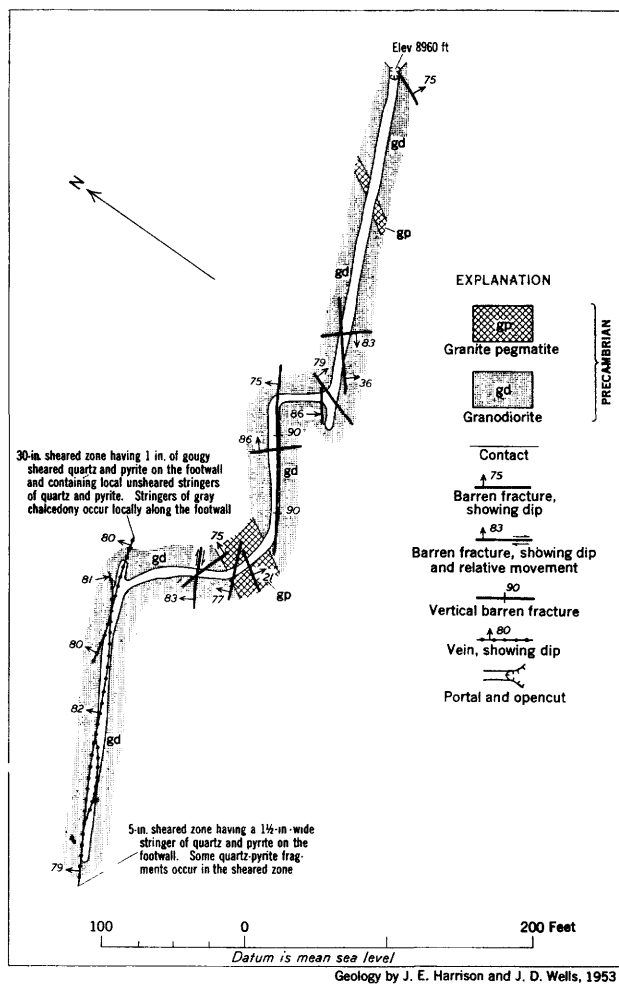 Elev 8960 ft
75
gd
N
gp
gd
EXPLANATION
83
79
36
75
86
gp
Granite pegmatite
gd
Granodiorite
PRECAMBRIAN
Contact
86
90
gd
30-in. sheared zone having 1 in. of gougy
sheared quartz and pyrite on the footwall
and containing local unsheared stringers
of quartz and pyrite. Stringers of gray
chalcedony occur locally along the footwall
75
Barren fracture,
showing dip
90
80
gd
75
83
Barren fracture, showing dip
and relative movement
81
83
77
21
gp
90
Vertical barren fracture
80
80
Vein, showing dip
82
gd
Portal and opencut
5-in. sheared zone having a 1½-in-wide
stringer of quartz and pyrite on the
footwall. Some quartz-pyrite frag-
ments occur in the sheared zone
79
100 0 200 Feet
Datum is mean sea level
Geology by J. E. Harrison and J. D. Wells, 1953